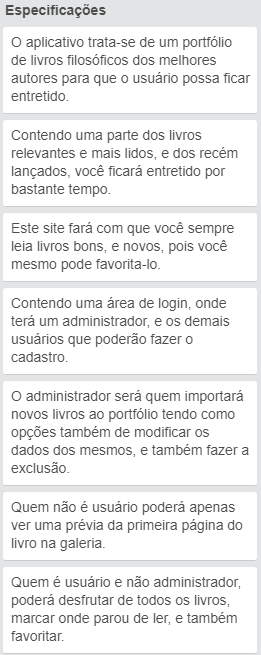 Especificações
O aplicativo trata-se de um portfólio
de livros filosóficos dos melhores
autores para que o usuário possa ficar
entretido.
Contendo uma parte dos livros
relevantes e mais lidos, e dos recém
lançados, você ficará entretido por
bastante tempo.
Este site fará com que você sempre
leia livros bons, e novos, pois você
mesmo pode favorita-lo.
Contendo uma área de login, onde
terá um administrador, e os demais
usuários que poderão fazer o
cadastro.
O administrador será quem importará
novos livros ao portfólio tendo como
opções também de modificar os
dados dos mesmos, e também fazer a
exclusão.
Quem não é usuário poderá apenas
ver uma prévia da primeira página do
livro na galeria.
Quem é usuário e não administrador,
poderá desfrutar de todos os livros,
marcar onde parou de ler, e também
favoritar.